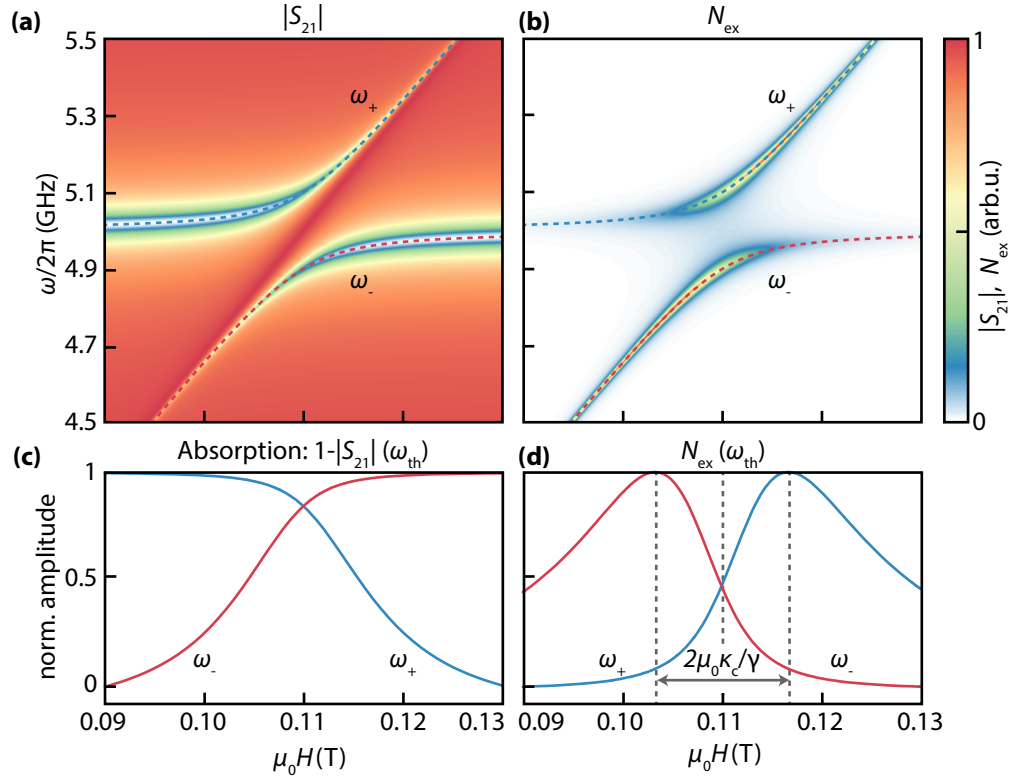 (a) |S₂₁|
(b) Nₑₓ
5.5
5.3
5.1
4.9
4.7
4.5
ω/2π (GHz)
ω₊
ω₋
ω₊
ω₋
1
0
|S₂₁|, Nₑₓ (arb.u.)
(c) Absorption: 1-|S₂₁| (ωₜₕ)
(d) Nₑₓ (ωₜₕ)
1
0.5
0
norm. amplitude
ω₋
ω₊
ω₊
2μ₀κ_c/γ
ω₋
0.09 0.10 0.11 0.12 0.13
0.09 0.10 0.11 0.12 0.13
μ₀H (T)
μ₀H (T)